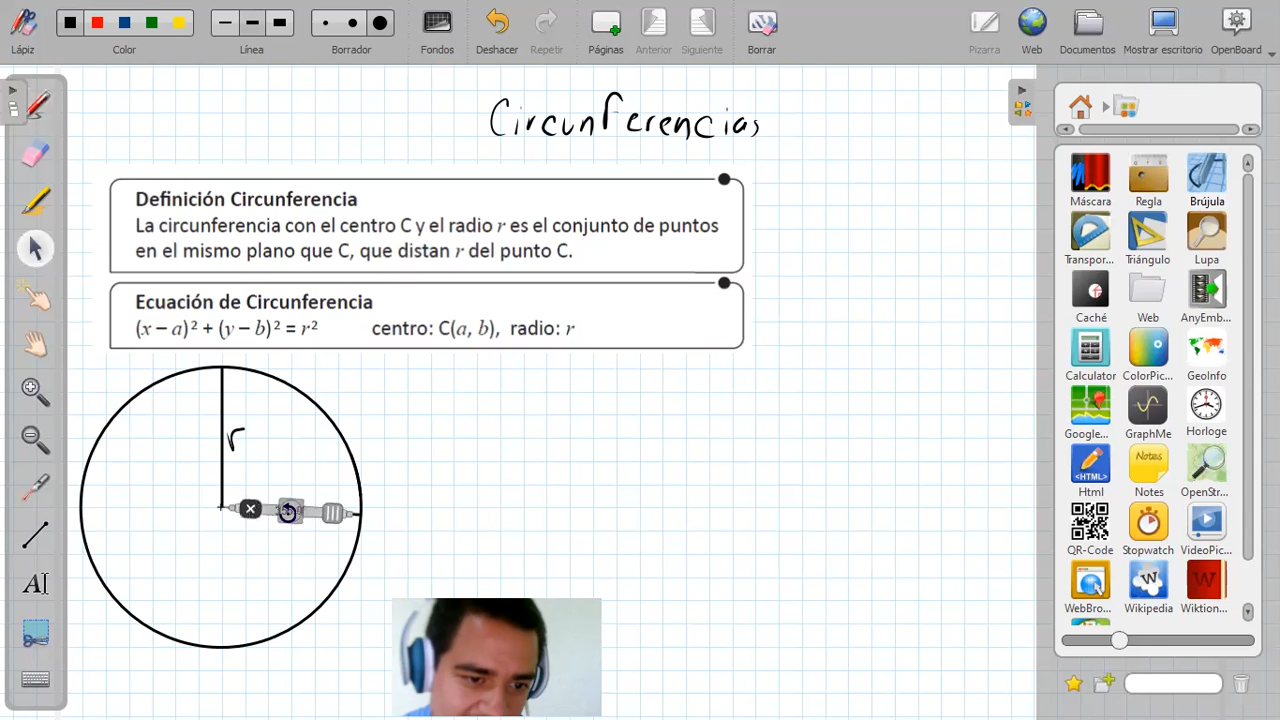 Lápiz
Color
Línea
Borrador
Fondos
Deshacer
Repetir
Páginas
Anterior
Siguiente
Borrar
Pizarra
Web
Documentos
Mostrar escritorio
OpenBoard
Circunferencias
Definición Circunferencia
La circunferencia con el centro C y el radio r es el conjunto de puntos
en el mismo plano que C, que distan r del punto C.
Ecuación de Circunferencia
(x – a)² + (y – b)² = r² centro: C(a, b), radio: r
r
Máscara Regla Brújula
Transpor... Triángulo Lupa
Caché Web AnyEmb...
Calculator ColorPic... GeoInfo
Google... GraphMe Horloge
<HTML> Notes
Html Notes OpenStr...
QR-Code Stopwatch VideoPic...
W W
WebBro... Wikipedia Wiktion...
A